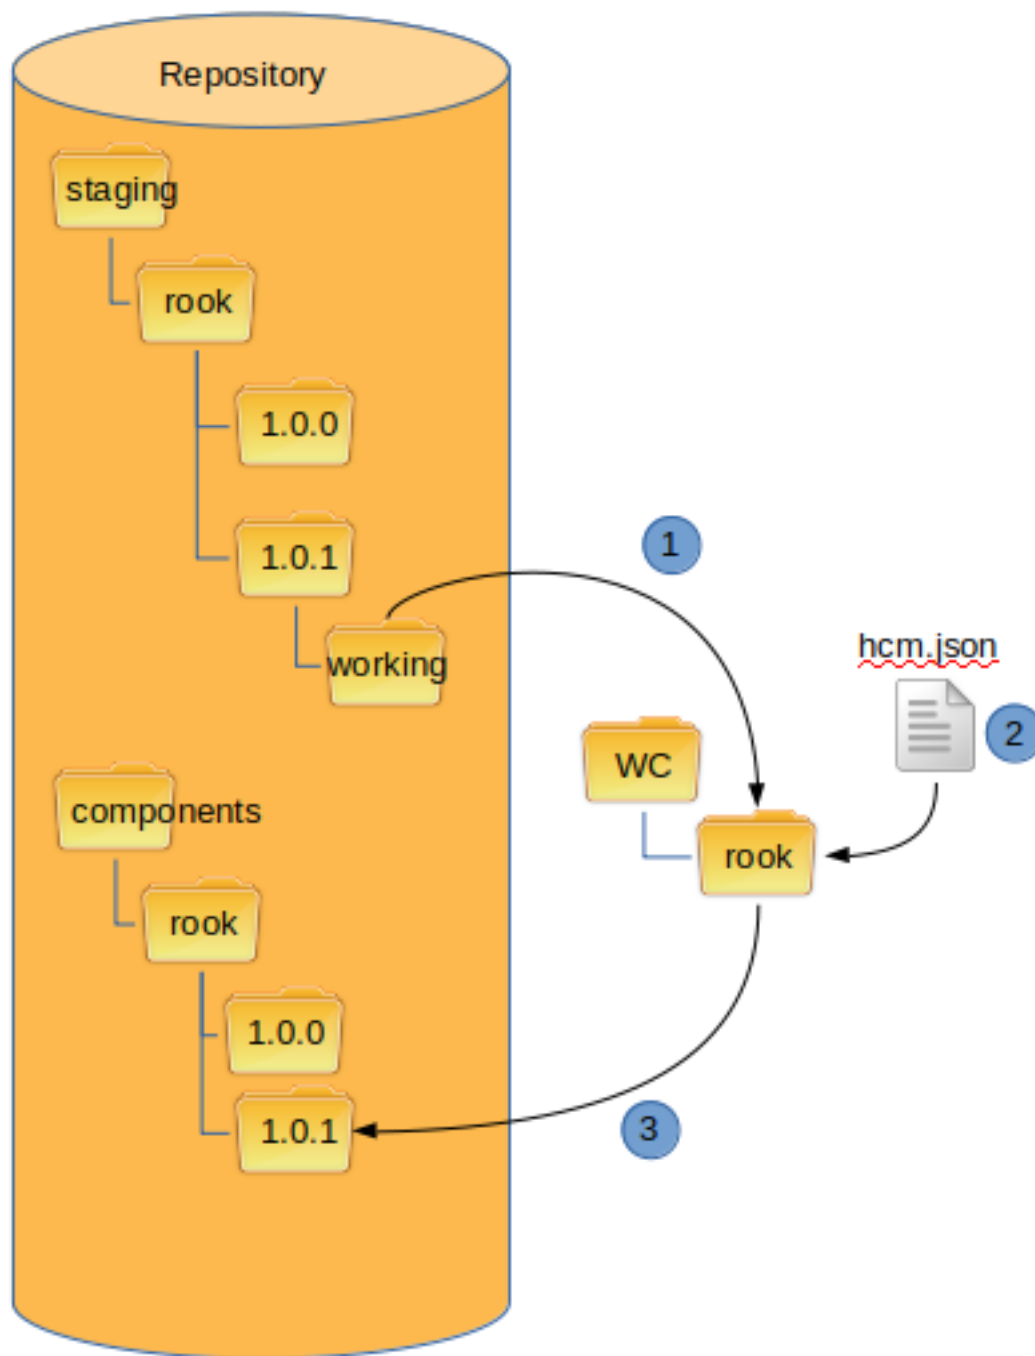 Repository
staging
rook
1.0.0
1.0.1
working
components
rook
1.0.0
1.0.1
1
hcm.json
2
WC
rook
3